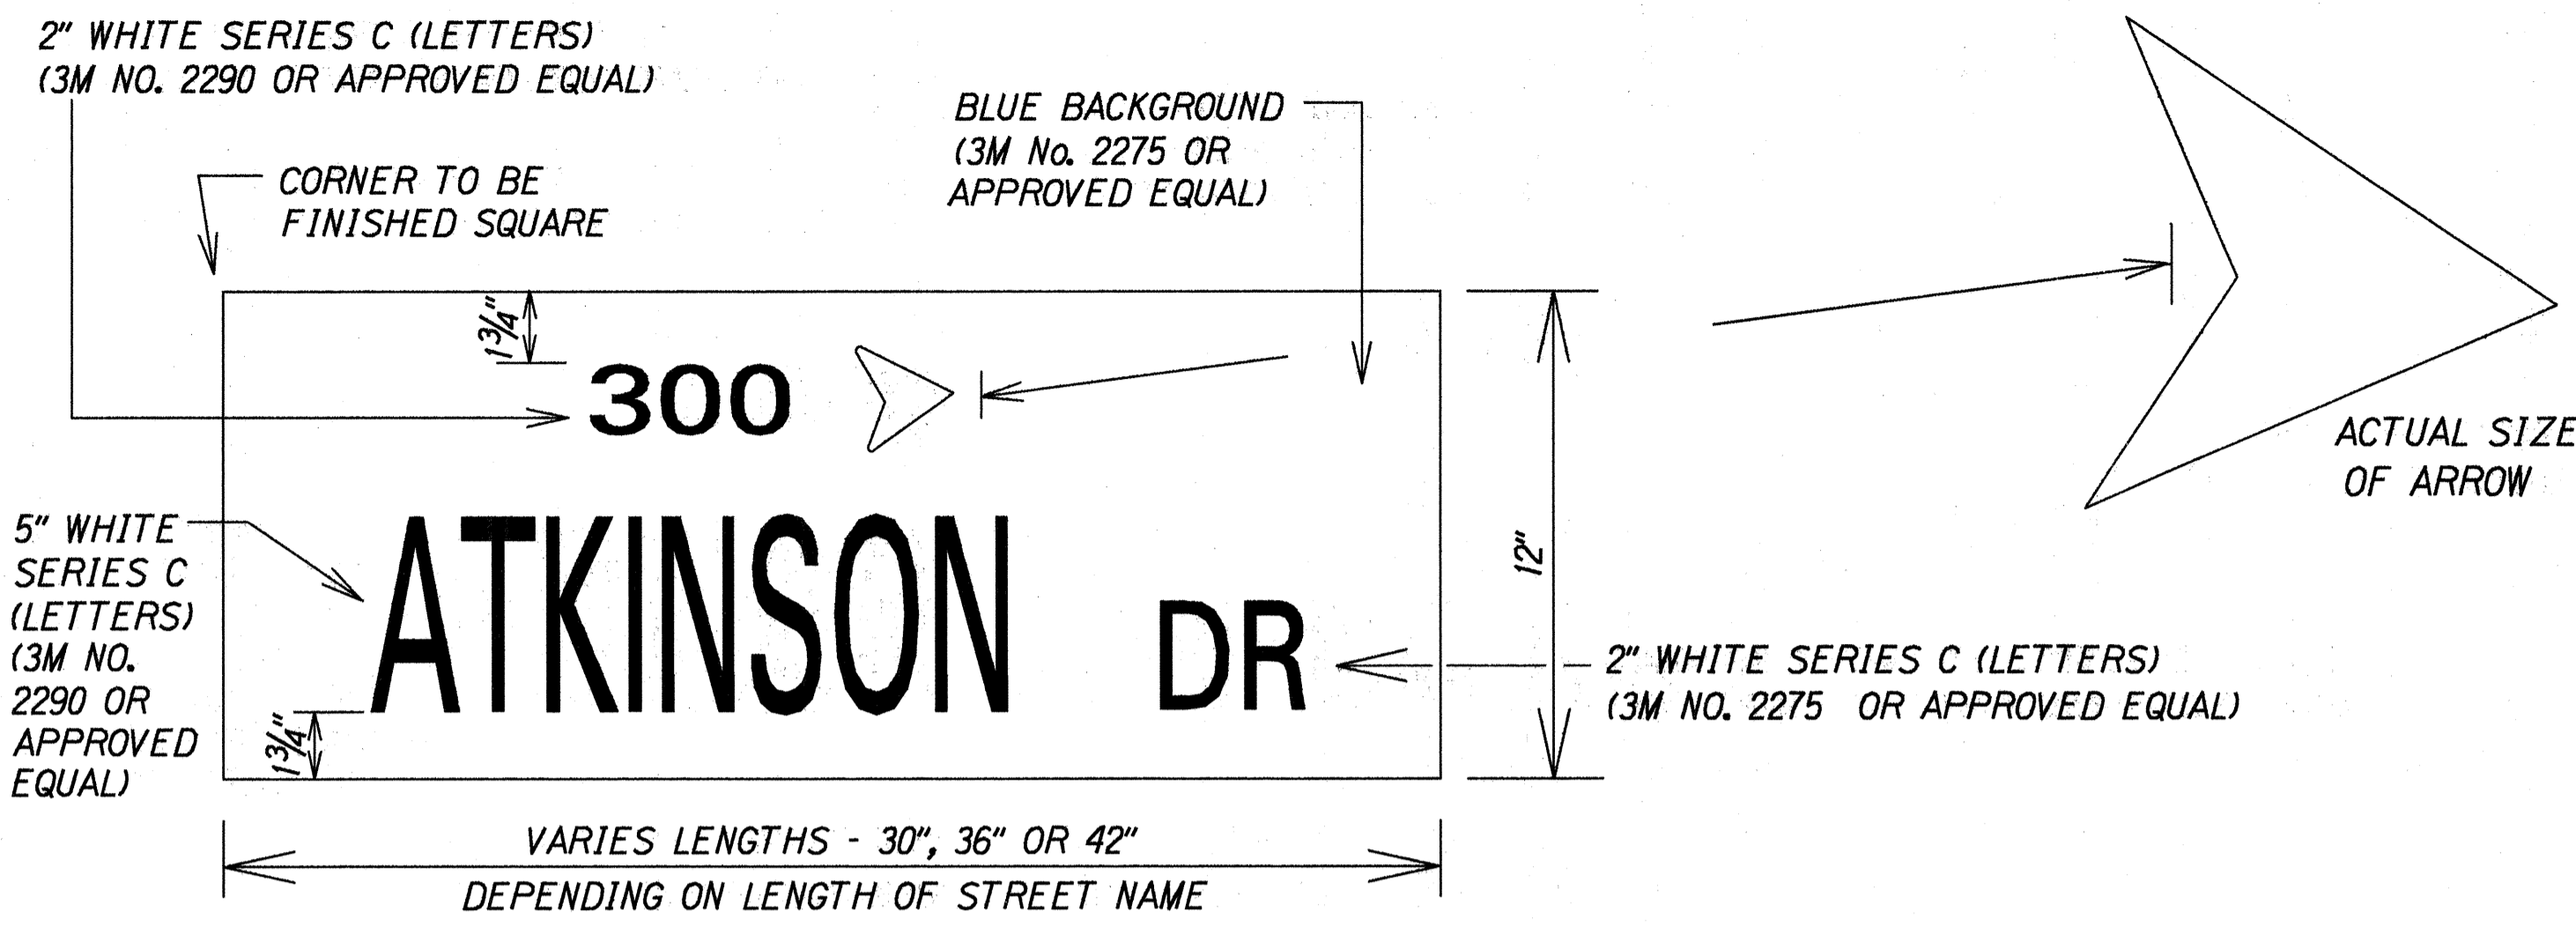 2" WHITE SERIES C (LETTERS)
(3M NO. 2290 OR APPROVED EQUAL)
BLUE BACKGROUND
(3M No. 2275 OR
APPROVED EQUAL)
CORNER TO BE
FINISHED SQUARE
1¾"
300
ACTUAL SIZE
OF ARROW
5" WHITE
SERIES C
(LETTERS)
(3M NO.
2290 OR
APPROVED
EQUAL)
ATKINSON DR
12"
2" WHITE SERIES C (LETTERS)
(3M NO. 2275 OR APPROVED EQUAL)
1¾"
VARIES LENGTHS - 30", 36" OR 42"
DEPENDING ON LENGTH OF STREET NAME